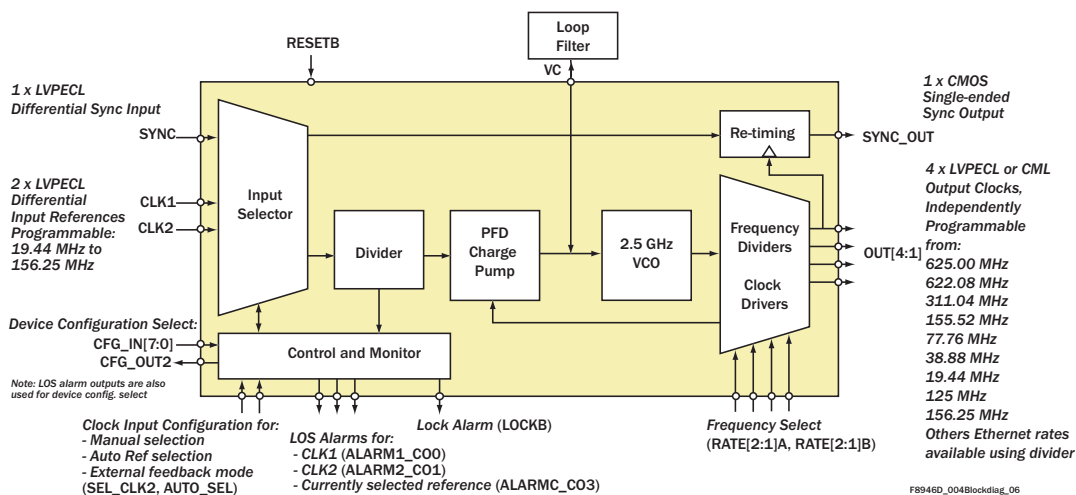 Loop
Filter
RESETB
VC
1 x LVPECL
Differential Sync Input
SYNC
2 x LVPECL
Differential
Input References
Programmable:
19.44 MHz to
156.25 MHz
CLK1
CLK2
Input
Selector
Divider
PFD
Charge
Pump
2.5 GHz
VCO
Re-timing
Frequency
Dividers
Clock
Drivers
1 x CMOS
Single-ended
Sync Output
SYNC_OUT
4 x LVPECL or CML
Output Clocks,
Independently
Programmable
from:
625.00 MHz
622.08 MHz
311.04 MHz
155.52 MHz
77.76 MHz
38.88 MHz
19.44 MHz
125 MHz
156.25 MHz
Others Ethernet rates
available using divider
OUT[4:1]
Device Configuration Select:
CFG_IN[7:0]
CFG_OUT2
Note: LOS alarm outputs are also
used for device config. select
Control and Monitor
Clock Input Configuration for:
- Manual selection
- Auto Ref selection
- External feedback mode
(SEL_CLK2, AUTO_SEL)
LOS Alarms for:
- CLK1 (ALARM1_CO0)
- CLK2 (ALARM2_CO1)
- Currently selected reference (ALARMC_CO3)
Lock Alarm (LOCKB)
Frequency Select
(RATE[2:1]A, RATE[2:1]B)
F8946D_004Blockdiag_06